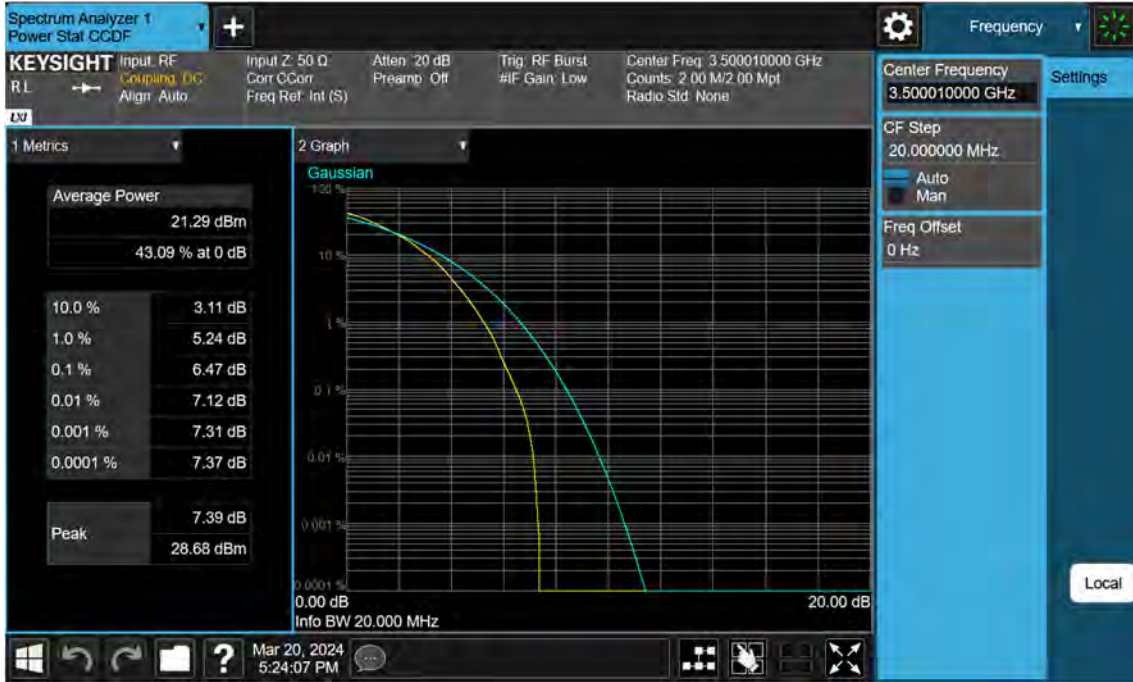 Spectrum Analyzer 1
Power Stat CCDF
+
Frequency
KEYSIGHT
RL
LXI
Input: RF
Coupling: DC
Align: Auto
Input Z: 50 Ω
Corr CCorr
Freq Ref: Int (S)
Atten: 20 dB
Preamp: Off
Trig: RF Burst
#IF Gain: Low
Center Freq: 3.500010000 GHz
Counts: 2.00 M/2.00 Mpt
Radio Std: None
1 Metrics
Average Power
21.29 dBm
43.09 % at 0 dB
10.0 % 3.11 dB
1.0 % 5.24 dB
0.1 % 6.47 dB
0.01 % 7.12 dB
0.001 % 7.31 dB
0.0001 % 7.37 dB
Peak
7.39 dB
28.68 dBm
2 Graph
Gaussian
100 %
10 %
1 %
0.1 %
0.01 %
0.001 %
0.0001 %
0.00 dB 20.00 dB
Info BW 20.000 MHz
Center Frequency
3.500010000 GHz
CF Step
20.000000 MHz
Auto
Man
Freq Offset
0 Hz
Settings
Local
?
Mar 20, 2024
5:24:07 PM